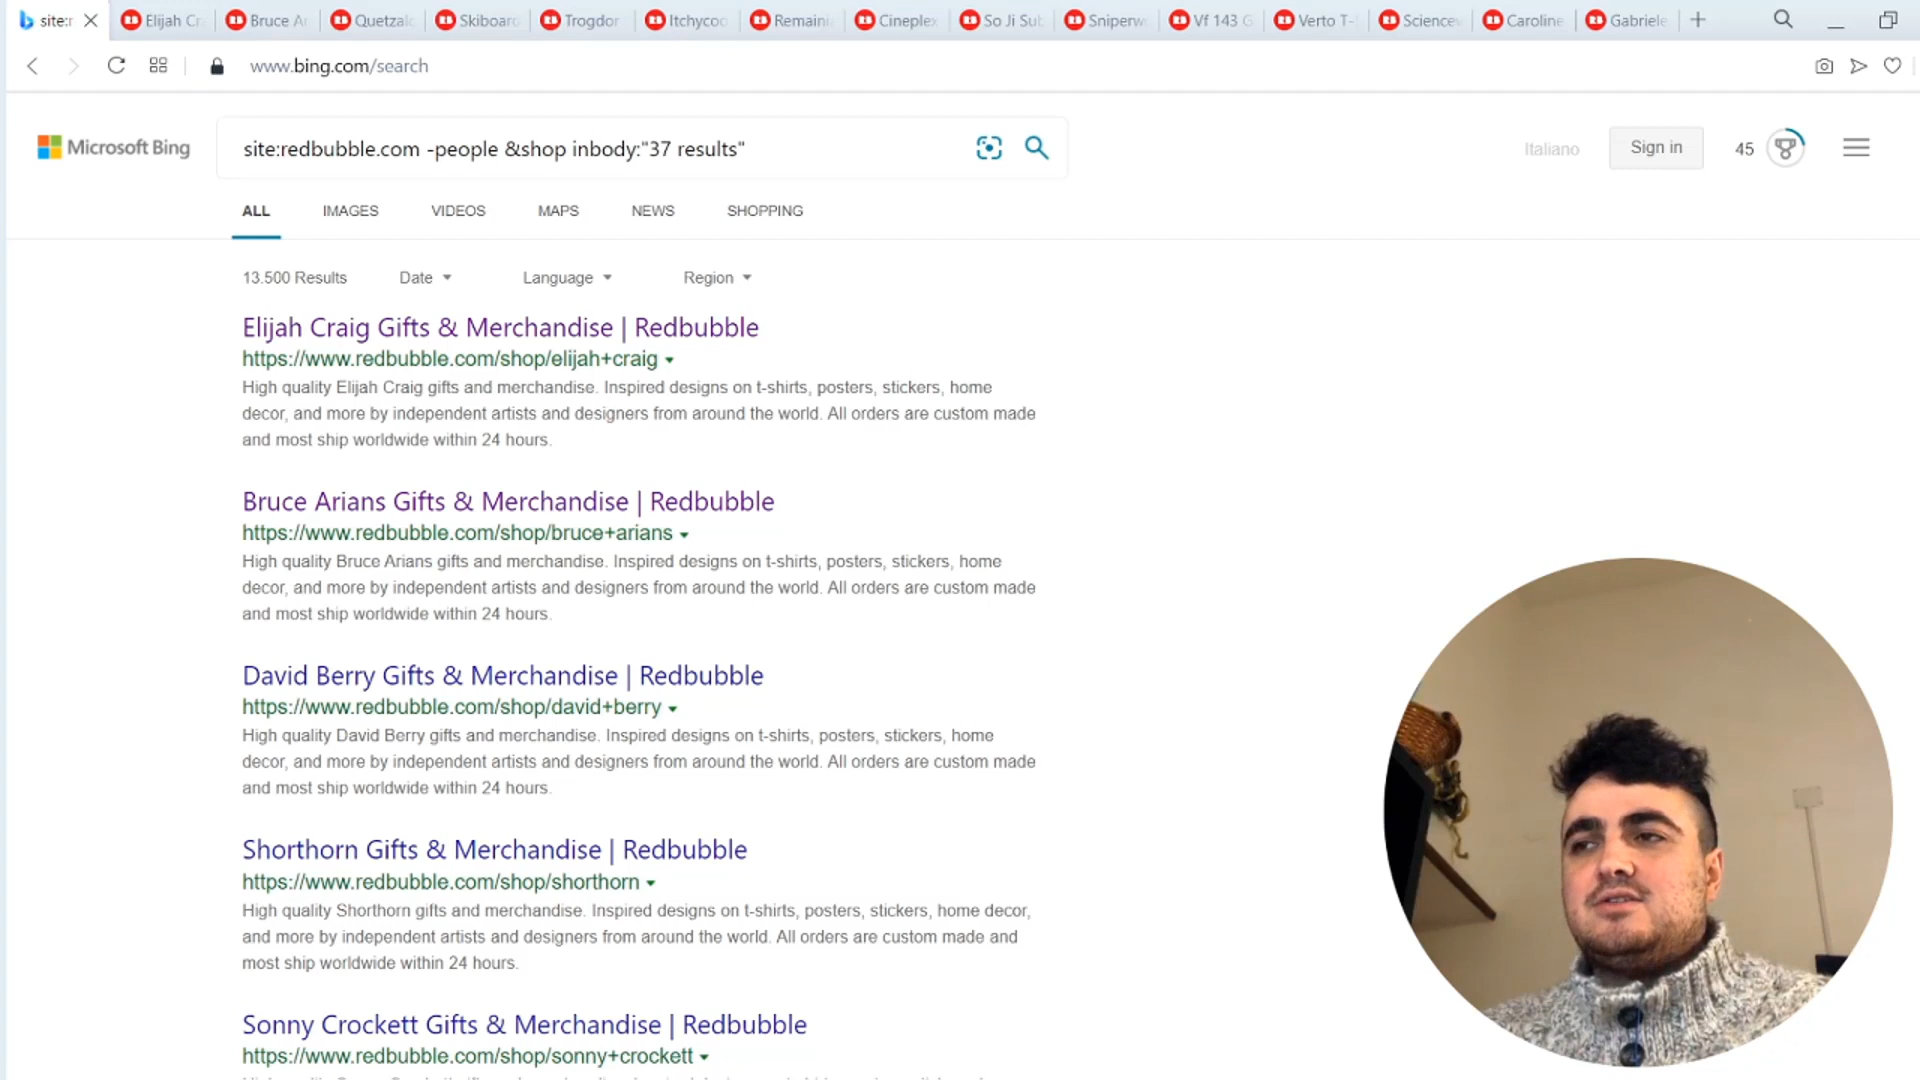 site:r
Elijah Cra
Bruce Ar
Quetzalc
Skiboard
Trogdor
Itchycoo
Remaini
Cineplex
So Ji Sub
Sniperw
Vf 143 G
Verto T-S
Sciencev
Caroline
Gabriele
www.bing.com/search
Microsoft Bing
site:redbubble.com -people &shop inbody:"37 results"
Italiano
Sign in
45
ALL IMAGES VIDEOS MAPS NEWS SHOPPING
13.500 Results Date Language Region
Elijah Craig Gifts & Merchandise | Redbubble
https://www.redbubble.com/shop/elijah+craig
High quality Elijah Craig gifts and merchandise. Inspired designs on t-shirts, posters, stickers, home
decor, and more by independent artists and designers from around the world. All orders are custom made
and most ship worldwide within 24 hours.
Bruce Arians Gifts & Merchandise | Redbubble
https://www.redbubble.com/shop/bruce+arians
High quality Bruce Arians gifts and merchandise. Inspired designs on t-shirts, posters, stickers, home
decor, and more by independent artists and designers from around the world. All orders are custom made
and most ship worldwide within 24 hours.
David Berry Gifts & Merchandise | Redbubble
https://www.redbubble.com/shop/david+berry
High quality David Berry gifts and merchandise. Inspired designs on t-shirts, posters, stickers, home
decor, and more by independent artists and designers from around the world. All orders are custom made
and most ship worldwide within 24 hours.
Shorthorn Gifts & Merchandise | Redbubble
https://www.redbubble.com/shop/shorthorn
High quality Shorthorn gifts and merchandise. Inspired designs on t-shirts, posters, stickers, home decor,
and more by independent artists and designers from around the world. All orders are custom made and
most ship worldwide within 24 hours.
Sonny Crockett Gifts & Merchandise | Redbubble
https://www.redbubble.com/shop/sonny+crockett